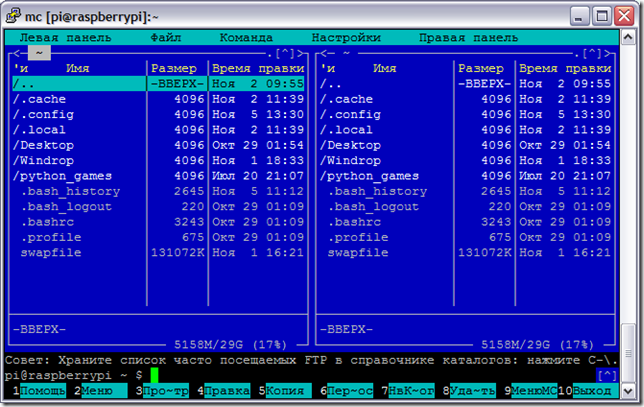 mc [pi@raspberrypi]:~
Левая панель Файл Команда Настройки Правая панель
<─ ~ .[^]> <─ ~ .[^]>
'и Имя Размер Время правки 'и Имя Размер Время правки
/.. -ВВЕРХ- Ноя 2 09:55 /.. -ВВЕРХ- Ноя 2 09:55
/.cache 4096 Ноя 2 11:39 /.cache 4096 Ноя 2 11:39
/.config 4096 Ноя 5 13:30 /.config 4096 Ноя 5 13:30
/.local 4096 Ноя 2 11:39 /.local 4096 Ноя 2 11:39
/Desktop 4096 Окт 29 01:54 /Desktop 4096 Окт 29 01:54
/Windrop 4096 Ноя 1 18:33 /Windrop 4096 Ноя 1 18:33
/python_games 4096 Июл 20 21:07 /python_games 4096 Июл 20 21:07
.bash_history 2645 Ноя 5 11:12 .bash_history 2645 Ноя 5 11:12
.bash_logout 220 Окт 29 01:09 .bash_logout 220 Окт 29 01:09
.bashrc 3243 Окт 29 01:09 .bashrc 3243 Окт 29 01:09
.profile 675 Окт 29 01:09 .profile 675 Окт 29 01:09
swapfile 131072K Ноя 1 16:21 swapfile 131072K Ноя 1 16:21
-ВВЕРХ- -ВВЕРХ-
5158M/29G (17%) 5158M/29G (17%)
Совет: Храните список часто посещаемых FTP в справочнике каталогов: нажмите C-\.
pi@raspberrypi ~ $ [^]
1Помощь 2Меню 3Про~тр 4Правка 5Копия 6Пер~ос 7НвК~ог 8Уда~ть 9МенюMC 10Выход